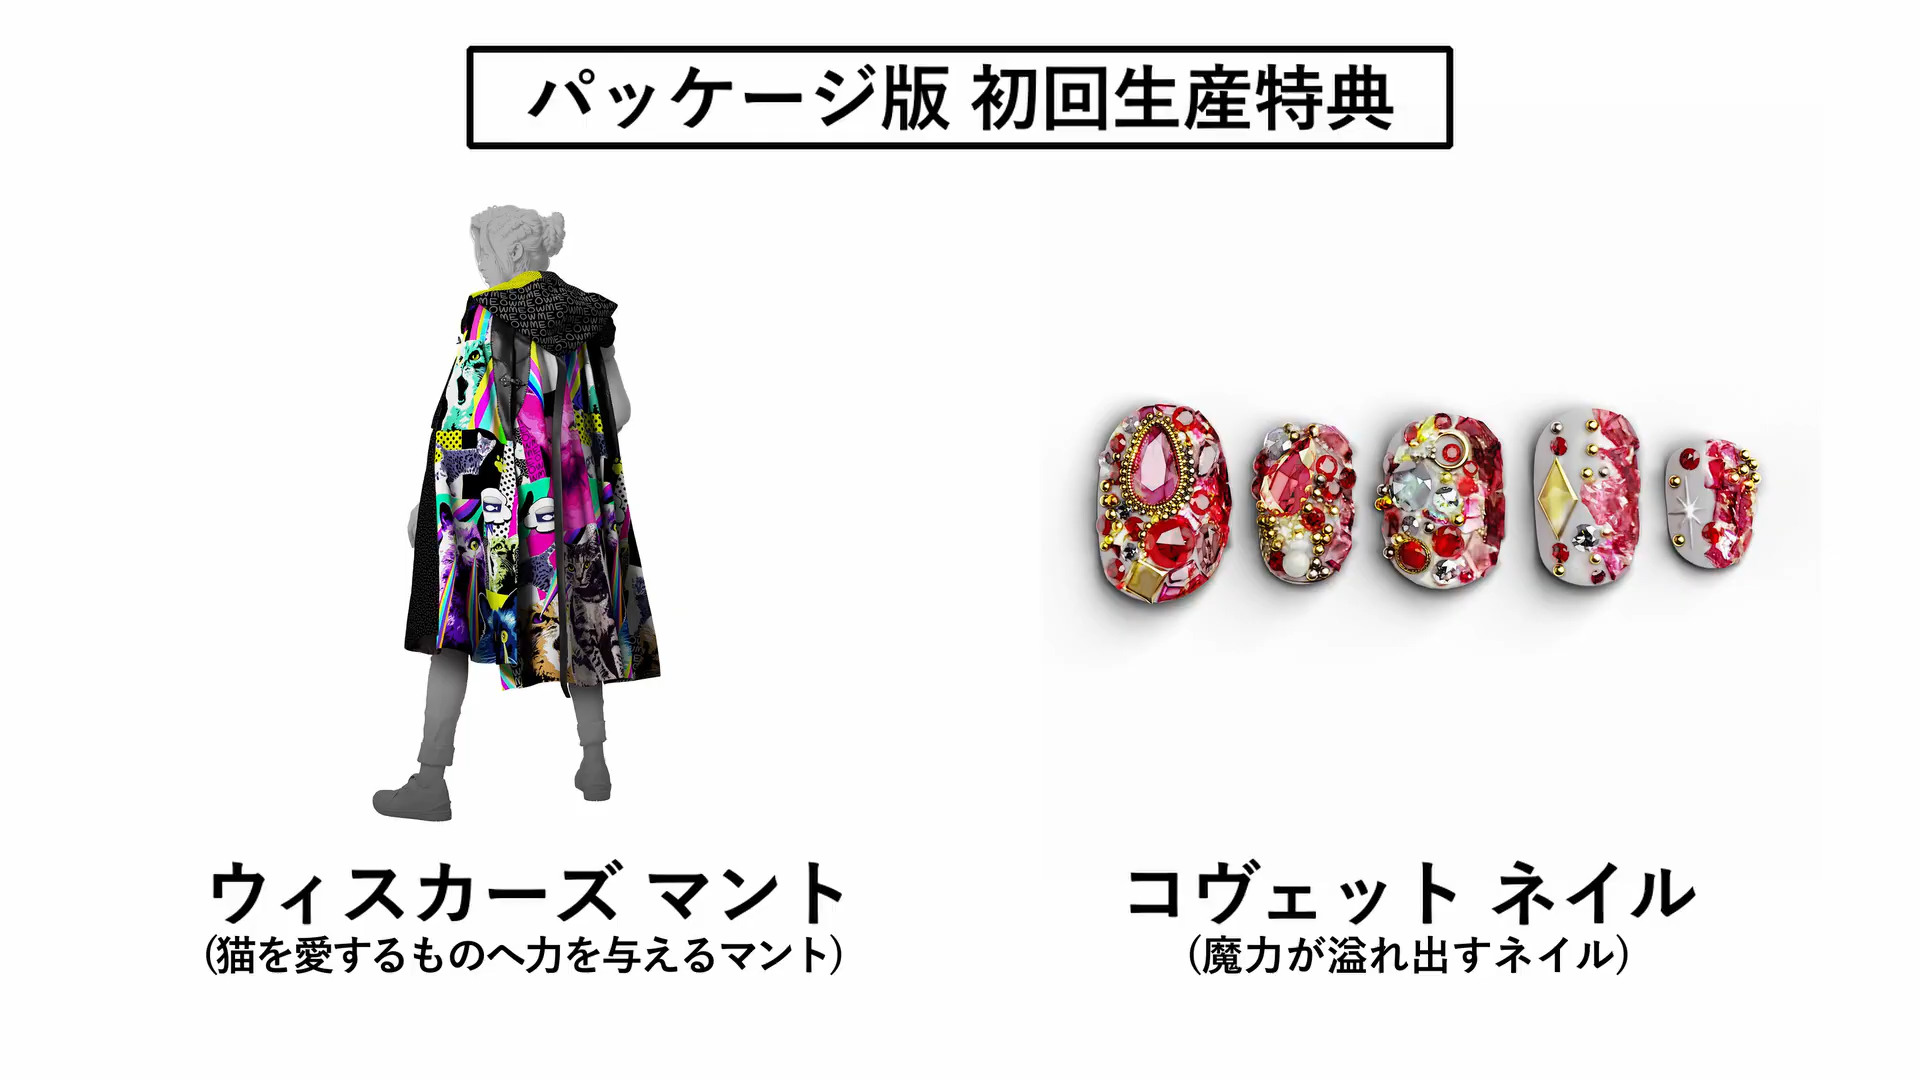 パッケージ版 初回生産特典
MEOWMEOWMEOWME
ウィスカーズ マント
(猫を愛するものへ力を与えるマント)
コヴェット ネイル
(魔力が溢れ出すネイル)